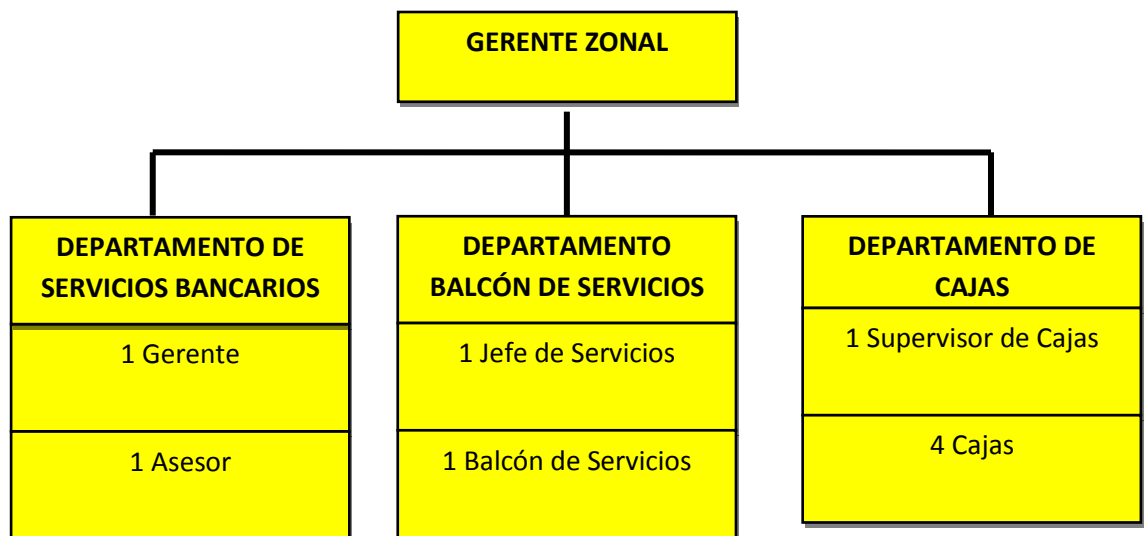 GERENTE ZONAL
DEPARTAMENTO DE
SERVICIOS BANCARIOS
1 Gerente
1 Asesor
DEPARTAMENTO
BALCÓN DE SERVICIOS
1 Jefe de Servicios
1 Balcón de Servicios
DEPARTAMENTO DE
CAJAS
1 Supervisor de Cajas
4 Cajas